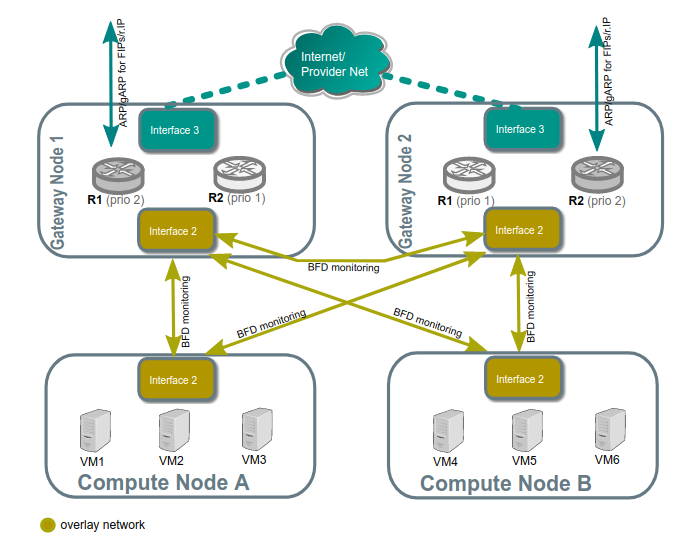 Internet/
Provider Net
ARP/gARP for FIPs/r.IP
ARP/gARP for FIPs/r.IP
Gateway Node 1
Interface 3
R1 (prio 2)
R2 (prio 1)
Interface 2
Gateway Node 2
Interface 3
R1 (prio 1)
R2 (prio 2)
Interface 2
BFD monitoring
BFD monitoring
BFD monitoring
BFD monitoring
BFD monitoring
Interface 2
VM1
VM2
VM3
Compute Node A
Interface 2
VM4
VM5
VM6
Compute Node B
overlay network